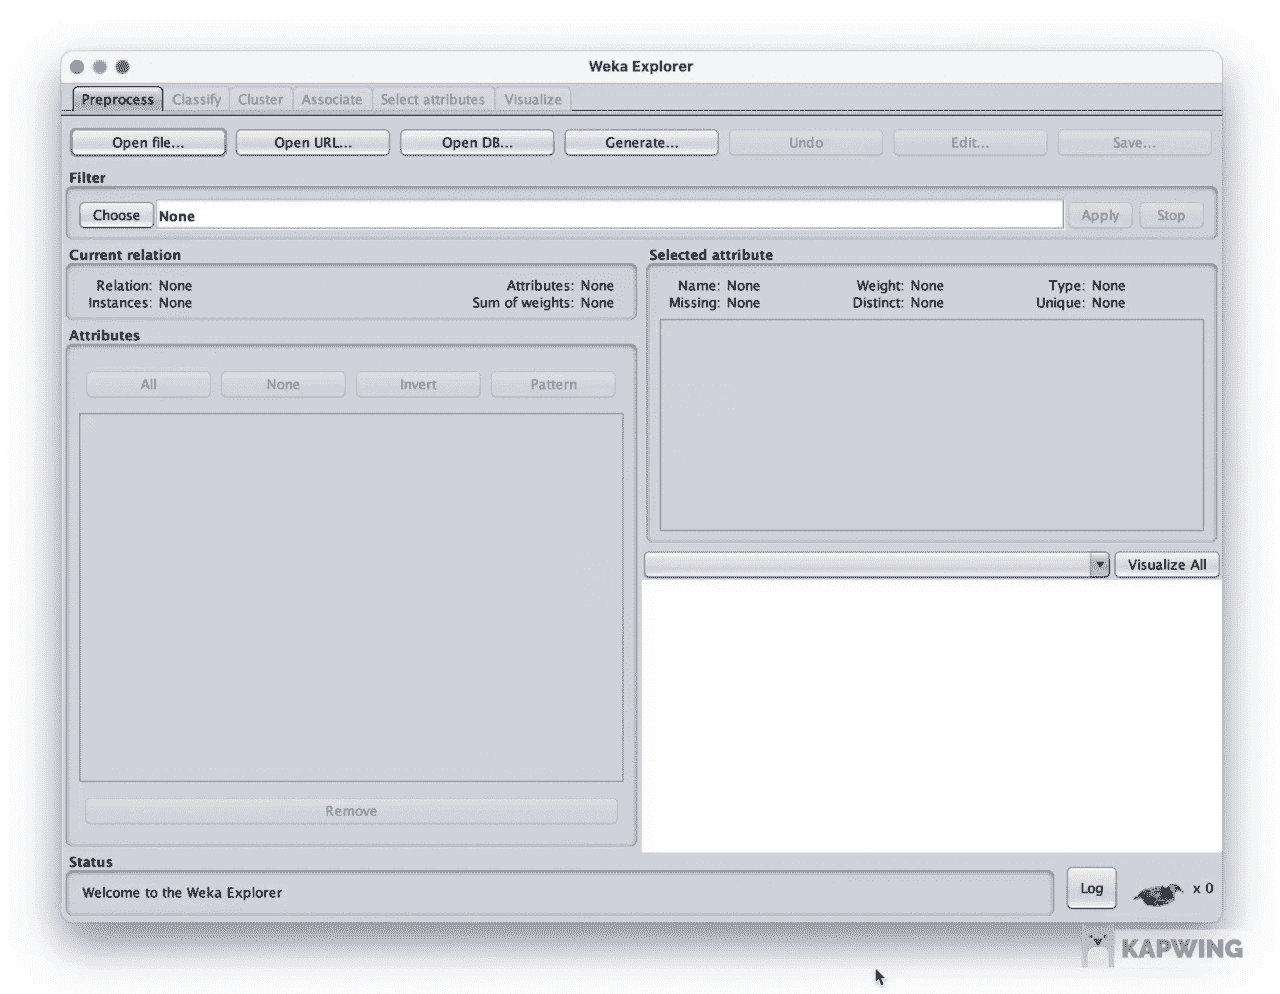 Weka Explorer
Preprocess Classify Cluster Associate Select attributes Visualize
Open file... Open URL... Open DB... Generate... Undo Edit... Save...
Filter
Choose None Apply Stop
Current relation
Relation: None Attributes: None
Instances: None Sum of weights: None
Selected attribute
Name: None Weight: None Type: None
Missing: None Distinct: None Unique: None
Attributes
All None Invert Pattern
Visualize All
Remove
Status
Welcome to the Weka Explorer
Log x 0
KAPWING